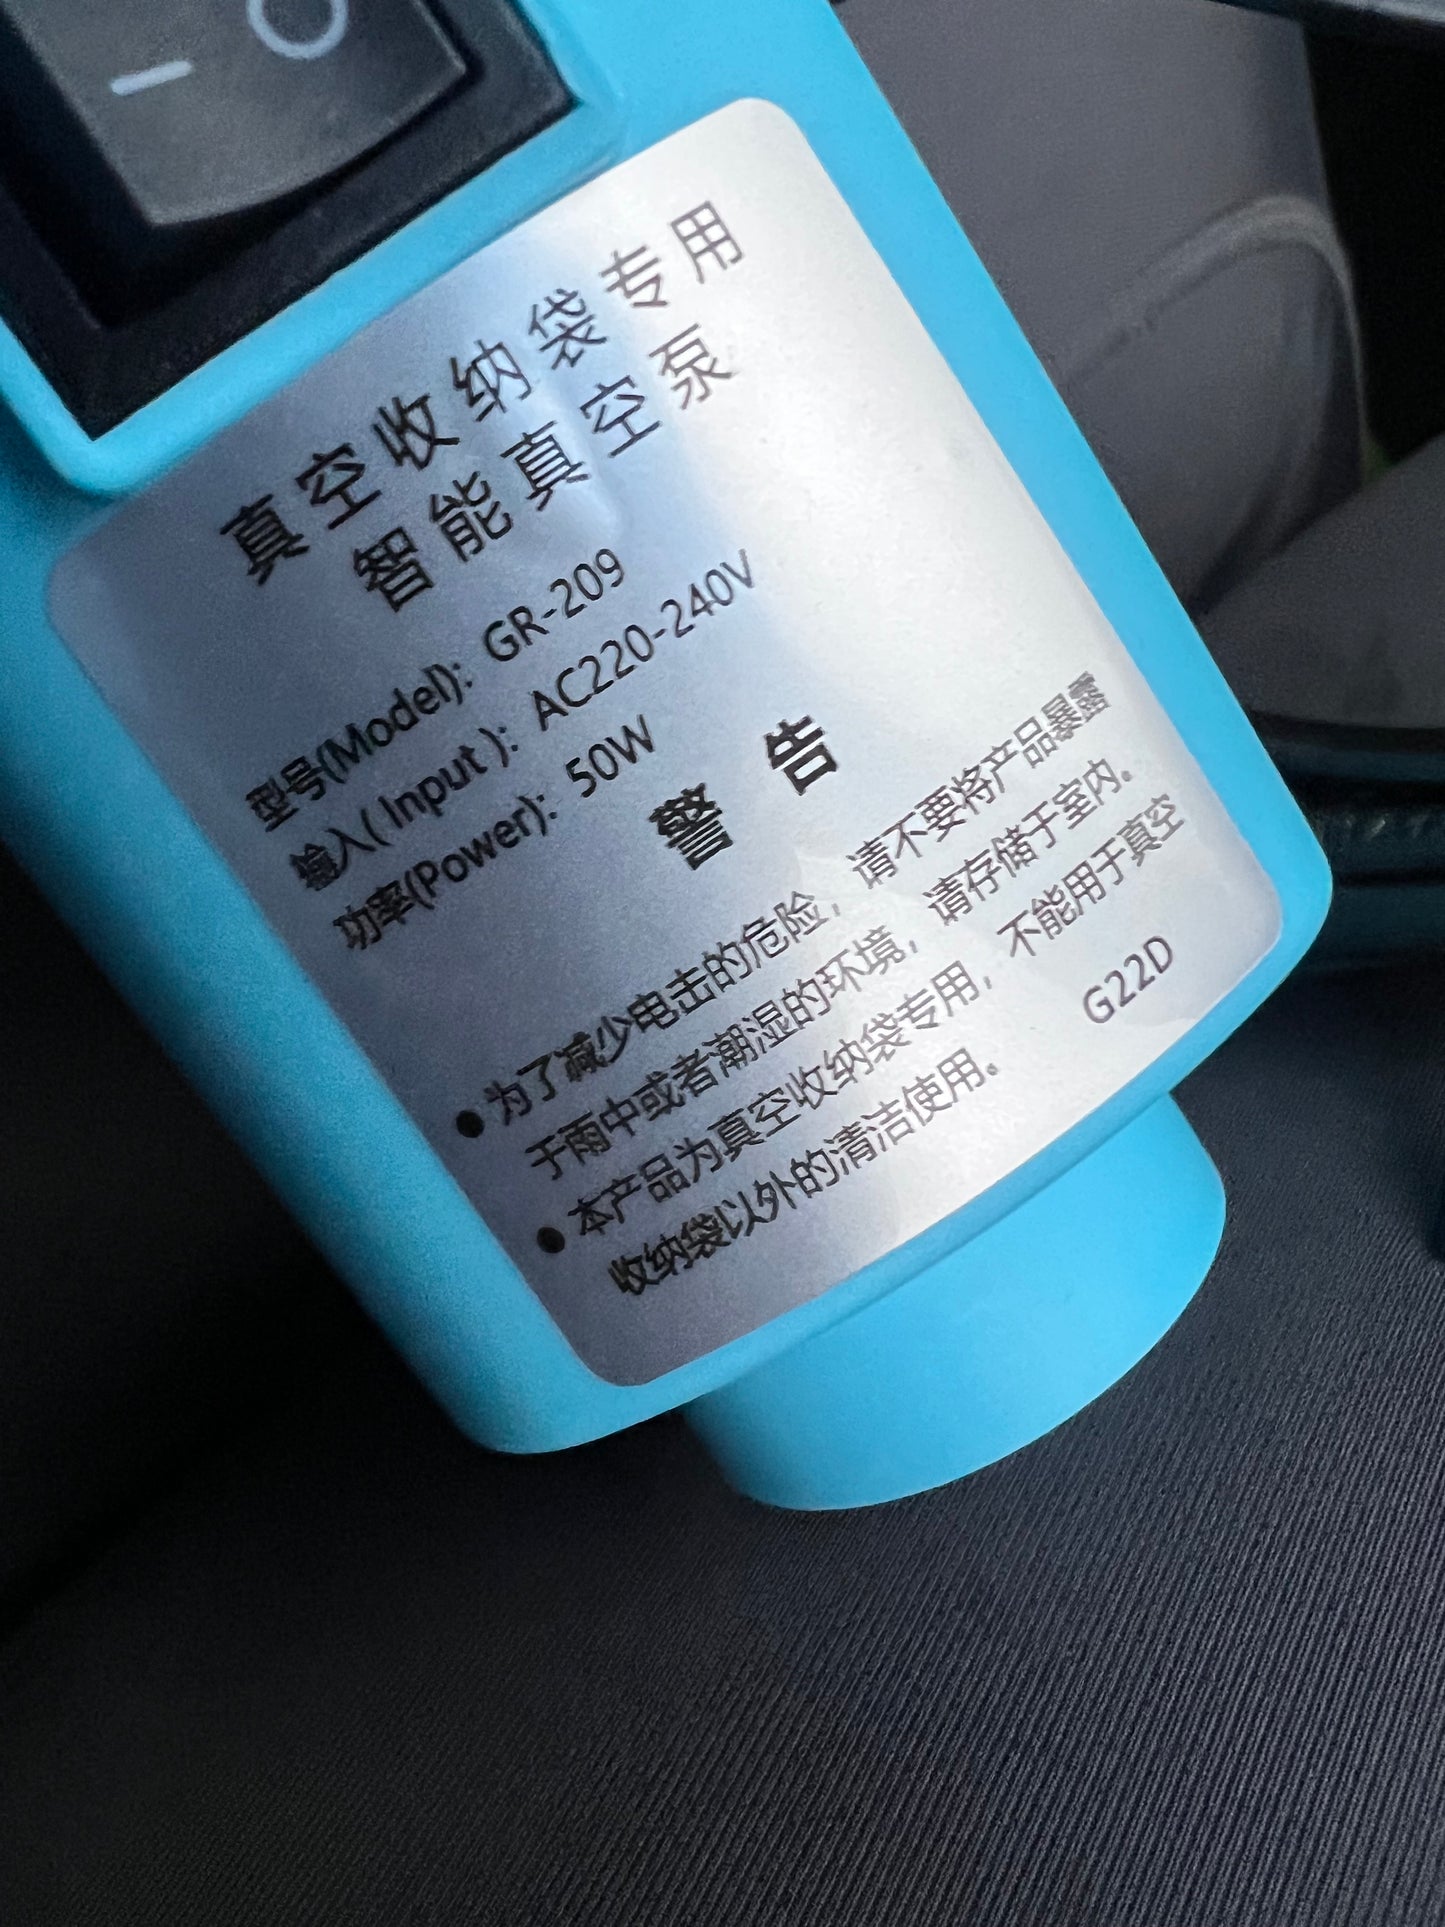 真空收纳袋专用
智能真空泵
型号(Model): GR-209
输入( Input ): AC220-240V
功率(Power): 50W
警 告
● 为了减少电击的危险，请不要将产品暴露
于雨中或者潮湿的环境，请存储于室内。
● 本产品为真空收纳袋专用，不能用于真空
收纳袋以外的清洁使用。
G22D